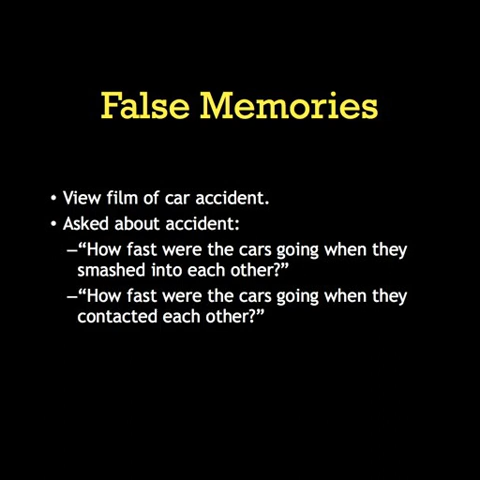 False Memories
• View film of car accident.
• Asked about accident:
–“How fast were the cars going when they
smashed into each other?”
–“How fast were the cars going when they
contacted each other?”